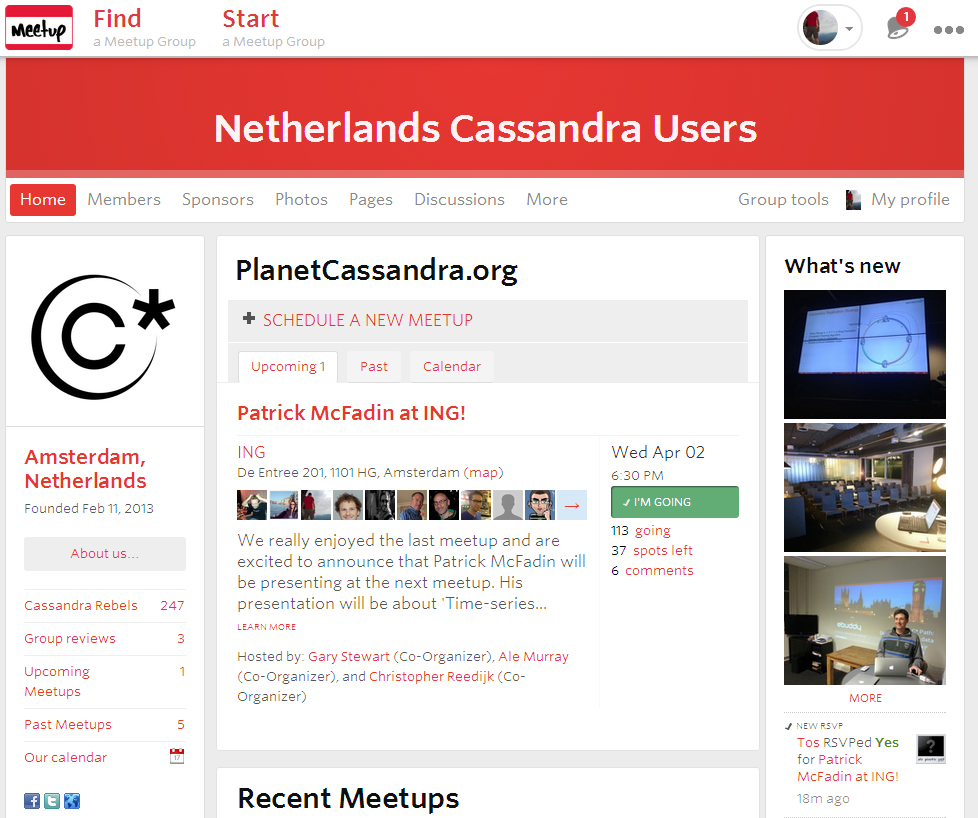 Meetup
Find
a Meetup Group
Start
a Meetup Group
1
Netherlands Cassandra Users
Home
Members
Sponsors
Photos
Pages
Discussions
More
Group tools
My profile
C*
Amsterdam,
Netherlands
Founded Feb 11, 2013
About us...
Cassandra Rebels 247
Group reviews 3
Upcoming 1
Meetups
Past Meetups 5
Our calendar
17
PlanetCassandra.org
SCHEDULE A NEW MEETUP
Upcoming 1
Past
Calendar
Patrick McFadin at ING!
ING
De Entree 201, 1101 HG, Amsterdam (map)
→
We really enjoyed the last meetup and are
excited to announce that Patrick McFadin will
be presenting at the next meetup. His
presentation will be about 'Time-series...
LEARN MORE
Hosted by: Gary Stewart (Co-Organizer), Ale Murray
(Co-Organizer), and Christopher Reedijk (Co-
Organizer)
Wed Apr 02
6:30 PM
I'M GOING
113 going
37 spots left
6 comments
Recent Meetups
What's new
ebuddy
MORE
NEW RSVP
Tos RSVPed Yes
for Patrick
McFadin at ING!
18m ago